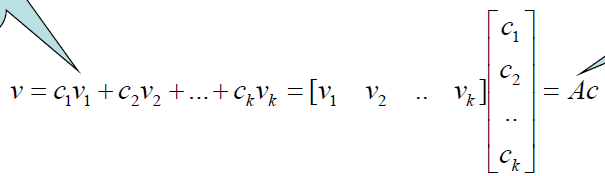 v = c₁v₁ + c₂v₂ + ... + cₖvₖ = [v₁ v₂ .. vₖ] [c₁ c₂ .. cₖ] = Ac